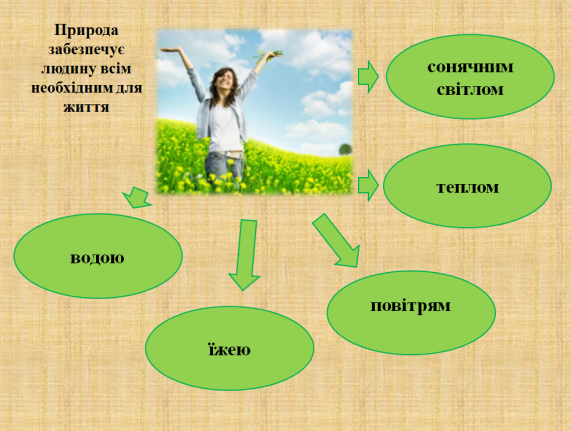 Природа
забезпечує
людину всім
необхідним для
життя
сонячним
світлом
теплом
водою
повітрям
їжею